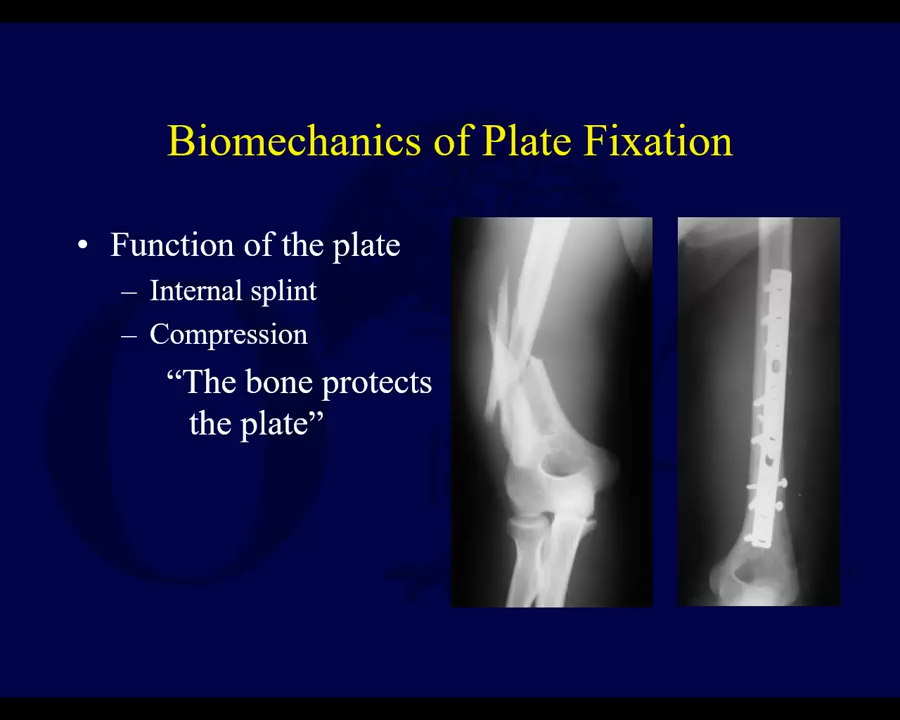 Biomechanics of Plate Fixation
• Function of the plate
– Internal splint
– Compression
“The bone protects
the plate”